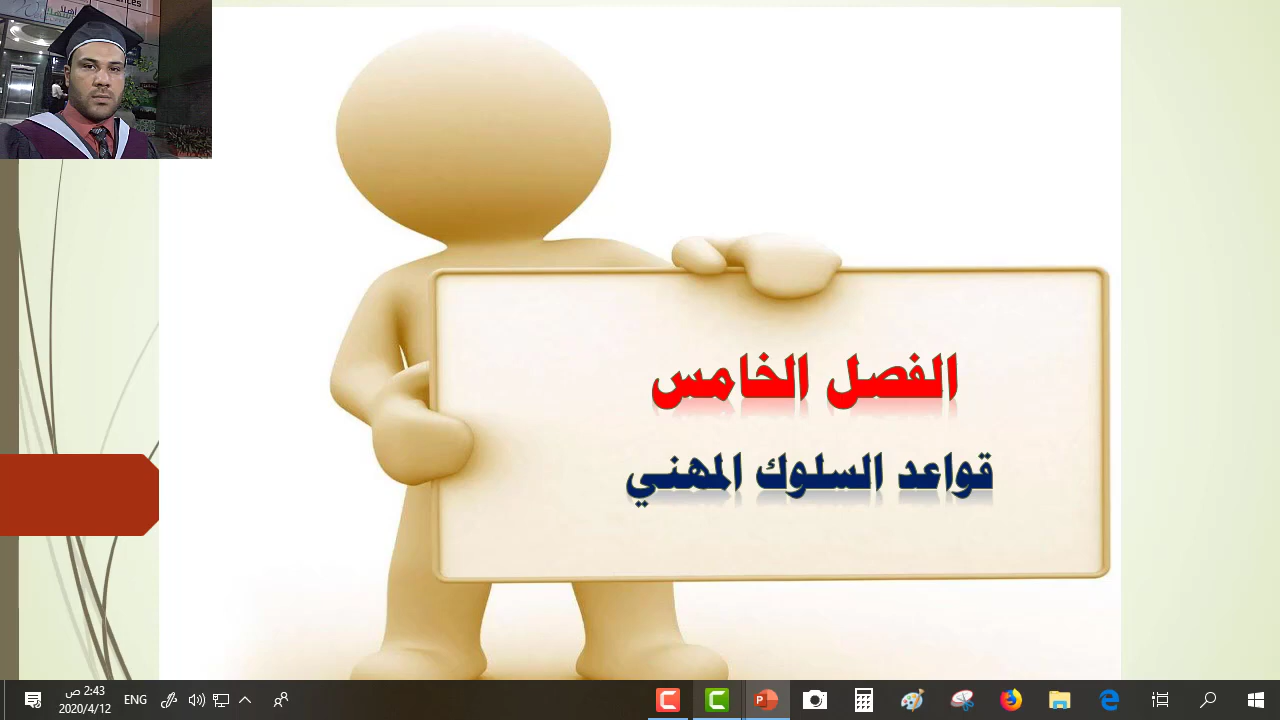 الفصل الخامس
قواعد السلوك المهني
2:43 ص
2020/4/12
ENG